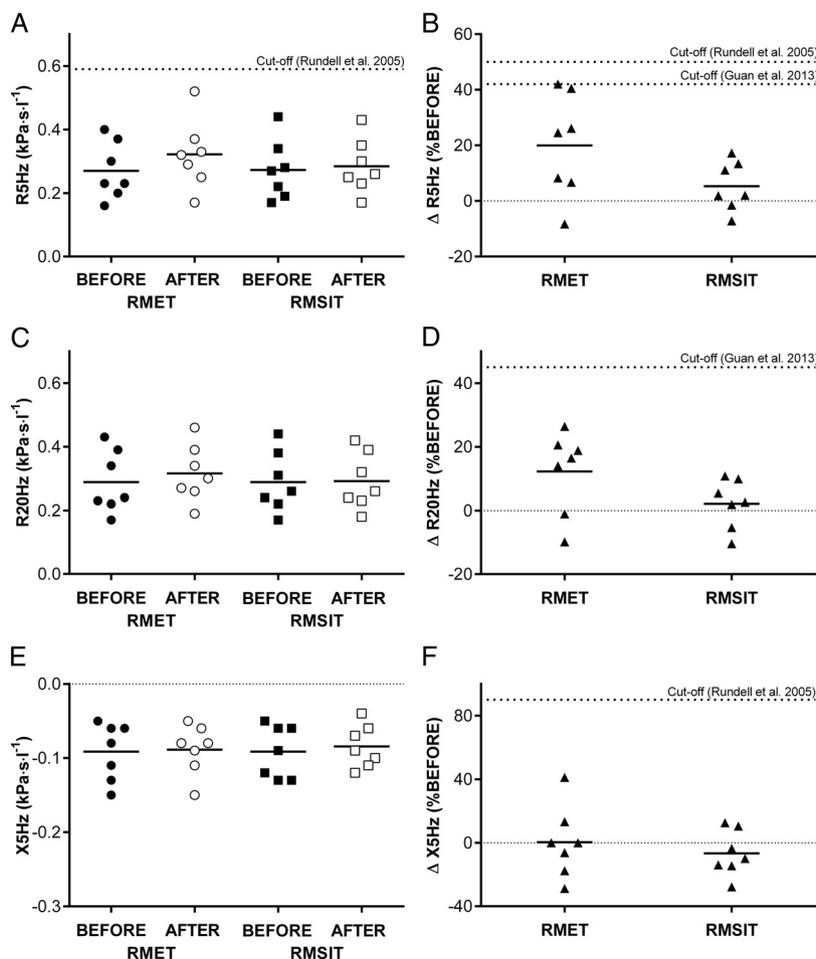 A
R5Hz (kPa·s·l⁻¹)
0.6
0.4
0.2
0.0
Cut-off (Rundell et al. 2005)
BEFORE AFTER BEFORE AFTER
RMET RMSIT
B
Δ R5Hz (%BEFORE)
60
40
20
0
-20
Cut-off (Rundell et al. 2005)
Cut-off (Guan et al. 2013)
RMET RMSIT
C
R20Hz (kPa·s·l⁻¹)
0.6
0.4
0.2
0.0
BEFORE AFTER BEFORE AFTER
RMET RMSIT
D
Δ R20Hz (%BEFORE)
40
20
0
-20
Cut-off (Guan et al. 2013)
RMET RMSIT
E
X5Hz (kPa·s·l⁻¹)
0.0
-0.1
-0.2
-0.3
BEFORE AFTER BEFORE AFTER
RMET RMSIT
F
Δ X5Hz (%BEFORE)
80
40
0
-40
Cut-off (Rundell et al. 2005)
RMET RMSIT